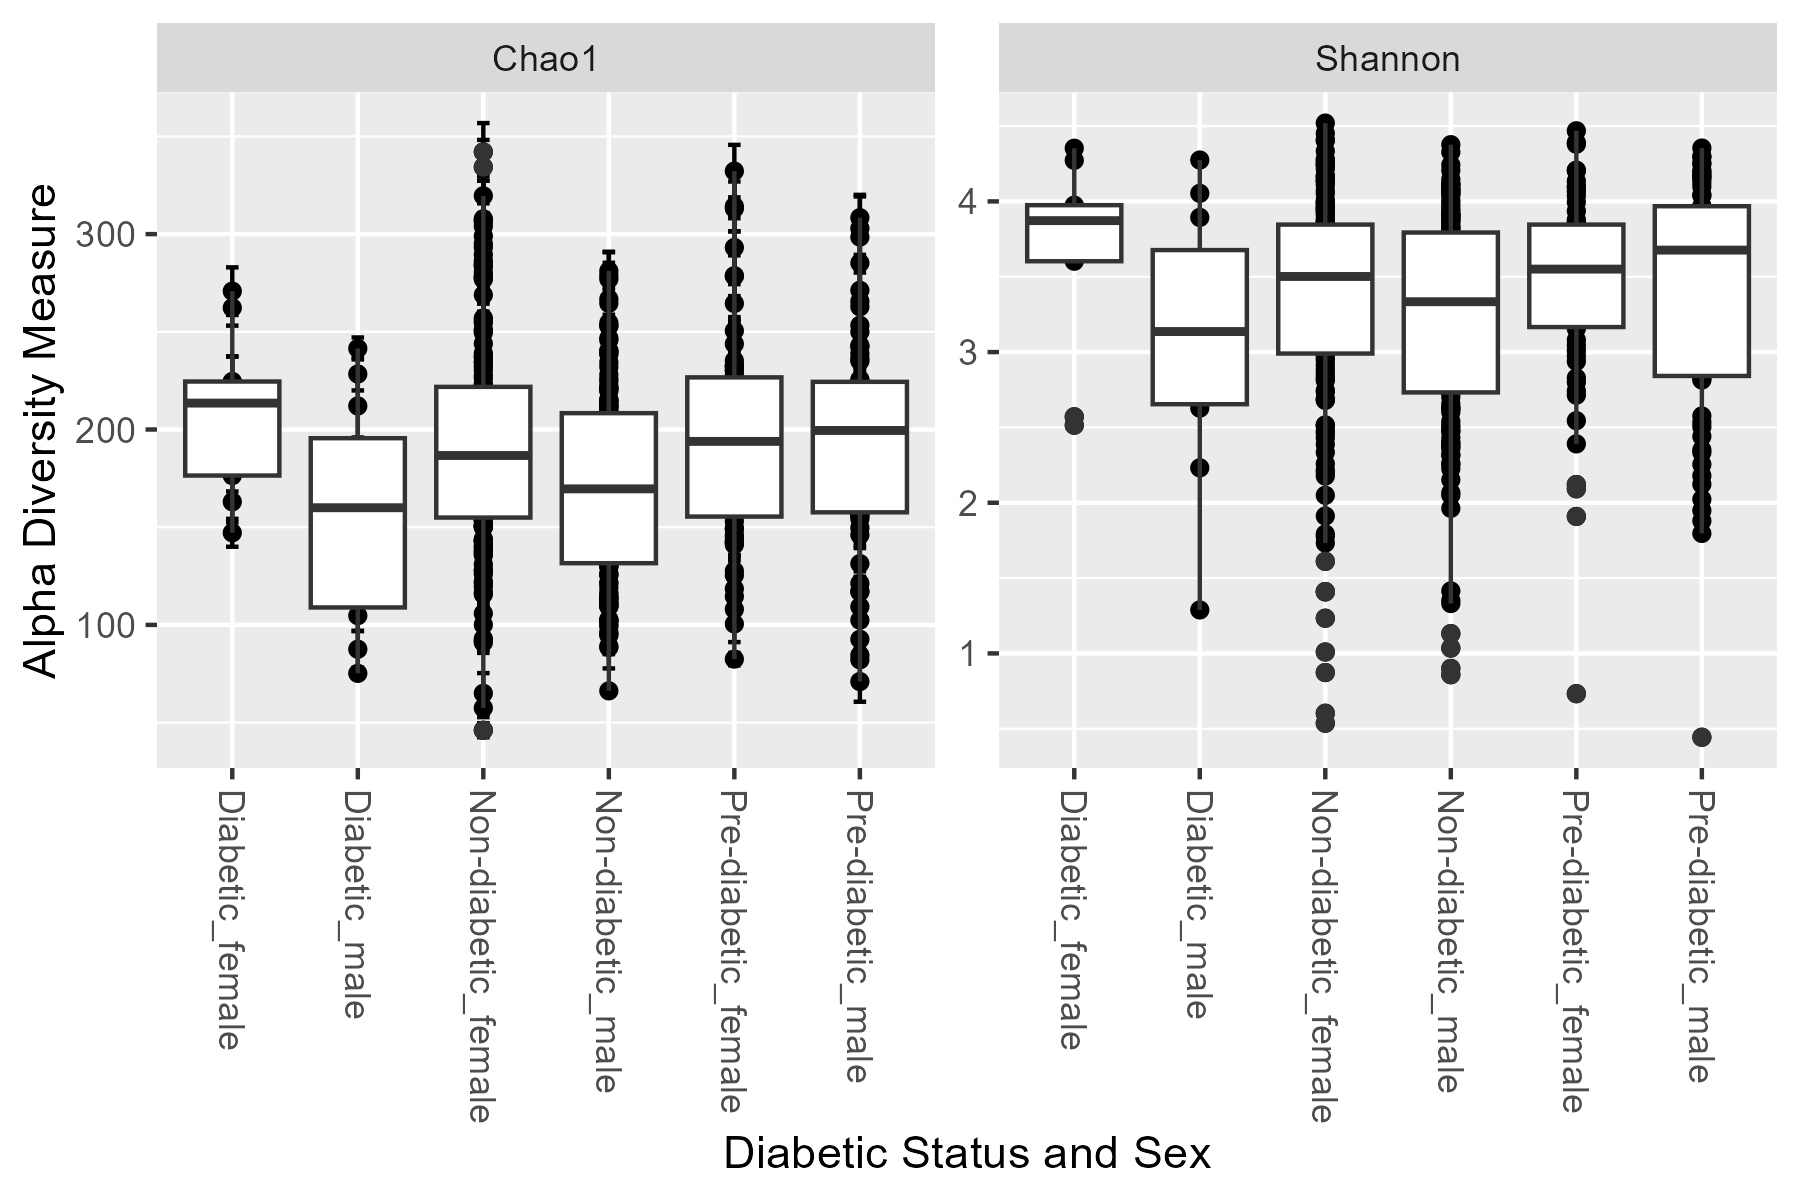 Chao1
Shannon
Alpha Diversity Measure
300
200
100
4
3
2
1
Diabetic_female
Diabetic_male
Non-diabetic_female
Non-diabetic_male
Pre-diabetic_female
Pre-diabetic_male
Diabetic_female
Diabetic_male
Non-diabetic_female
Non-diabetic_male
Pre-diabetic_female
Pre-diabetic_male
Diabetic Status and Sex